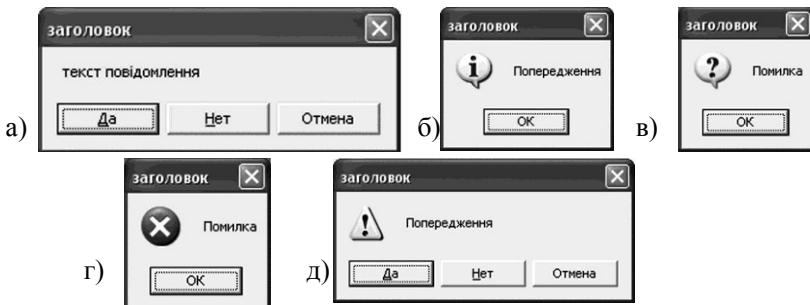 заголовок
текст повідомлення
Да Нет Отмена
а)
заголовок
Попередження
OK
б)
заголовок
Помилка
OK
в)
заголовок
Помилка
OK
г)
заголовок
Попередження
Да Нет Отмена
д)